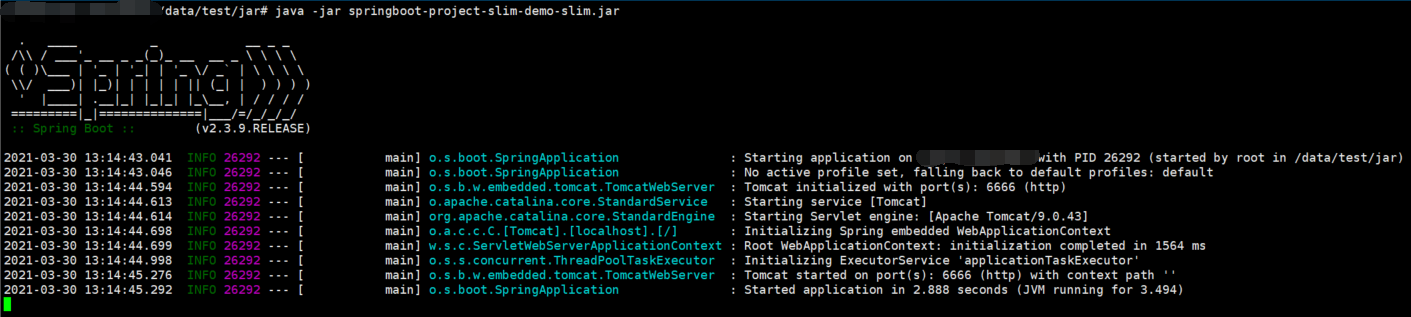 /data/test/jar# java -jar springboot-project-slim-demo-slim.jar
  .   ____          _            __ _ _
 /\\ / ___'_ __ _ _(_)_ __  __ _ \ \ \ \
( ( )\___ | '_ | '_| | '_ \/ _` | \ \ \ \
 \\/  ___)| |_)| | | | | || (_| |  ) ) ) )
  '  |____| .__|_| |_|_| |_\__, | / / / /
 =========|_|==============|___/=/_/_/_/
 :: Spring Boot ::        (v2.3.9.RELEASE)
2021-03-30 13:14:43.041  INFO 26292 --- [           main] o.s.boot.SpringApplication               : Starting application on with PID 26292 (started by root in /data/test/jar)
2021-03-30 13:14:43.046  INFO 26292 --- [           main] o.s.boot.SpringApplication               : No active profile set, falling back to default profiles: default
2021-03-30 13:14:44.594  INFO 26292 --- [           main] o.s.b.w.embedded.tomcat.TomcatWebServer  : Tomcat initialized with port(s): 6666 (http)
2021-03-30 13:14:44.613  INFO 26292 --- [           main] o.apache.catalina.core.StandardService   : Starting service [Tomcat]
2021-03-30 13:14:44.614  INFO 26292 --- [           main] org.apache.catalina.core.StandardEngine  : Starting Servlet engine: [Apache Tomcat/9.0.43]
2021-03-30 13:14:44.698  INFO 26292 --- [           main] o.a.c.c.C.[Tomcat].[localhost].[/]       : Initializing Spring embedded WebApplicationContext
2021-03-30 13:14:44.699  INFO 26292 --- [           main] w.s.c.ServletWebServerApplicationContext : Root WebApplicationContext: initialization completed in 1564 ms
2021-03-30 13:14:44.998  INFO 26292 --- [           main] o.s.s.concurrent.ThreadPoolTaskExecutor  : Initializing ExecutorService 'applicationTaskExecutor'
2021-03-30 13:14:45.276  INFO 26292 --- [           main] o.s.b.w.embedded.tomcat.TomcatWebServer  : Tomcat started on port(s): 6666 (http) with context path ''
2021-03-30 13:14:45.292  INFO 26292 --- [           main] o.s.boot.SpringApplication               : Started application in 2.888 seconds (JVM running for 3.494)